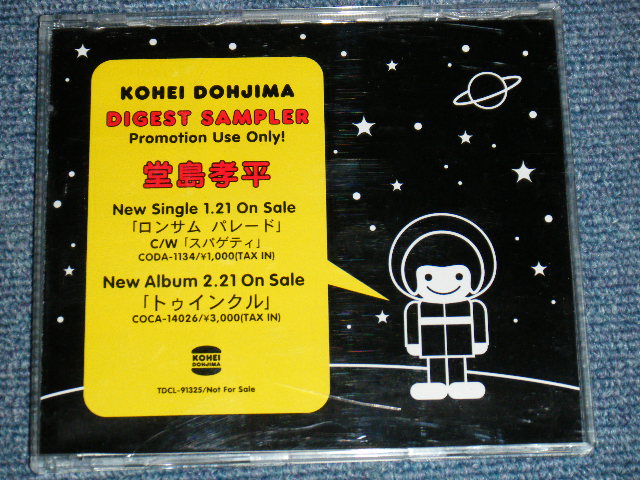 KOHEI DOHJIMA
DIGEST SAMPLER
Promotion Use Only!
堂島孝平
New Single 1.21 On Sale
「ロンサム パレード」
C/W「スパゲティ」
CODA-1134/¥1,000(TAX IN)
New Album 2.21 On Sale
「トゥインクル」
COCA-14026/¥3,000(TAX IN)
KOHEI
DOHJIMA
TDCL-91325/Not For Sale